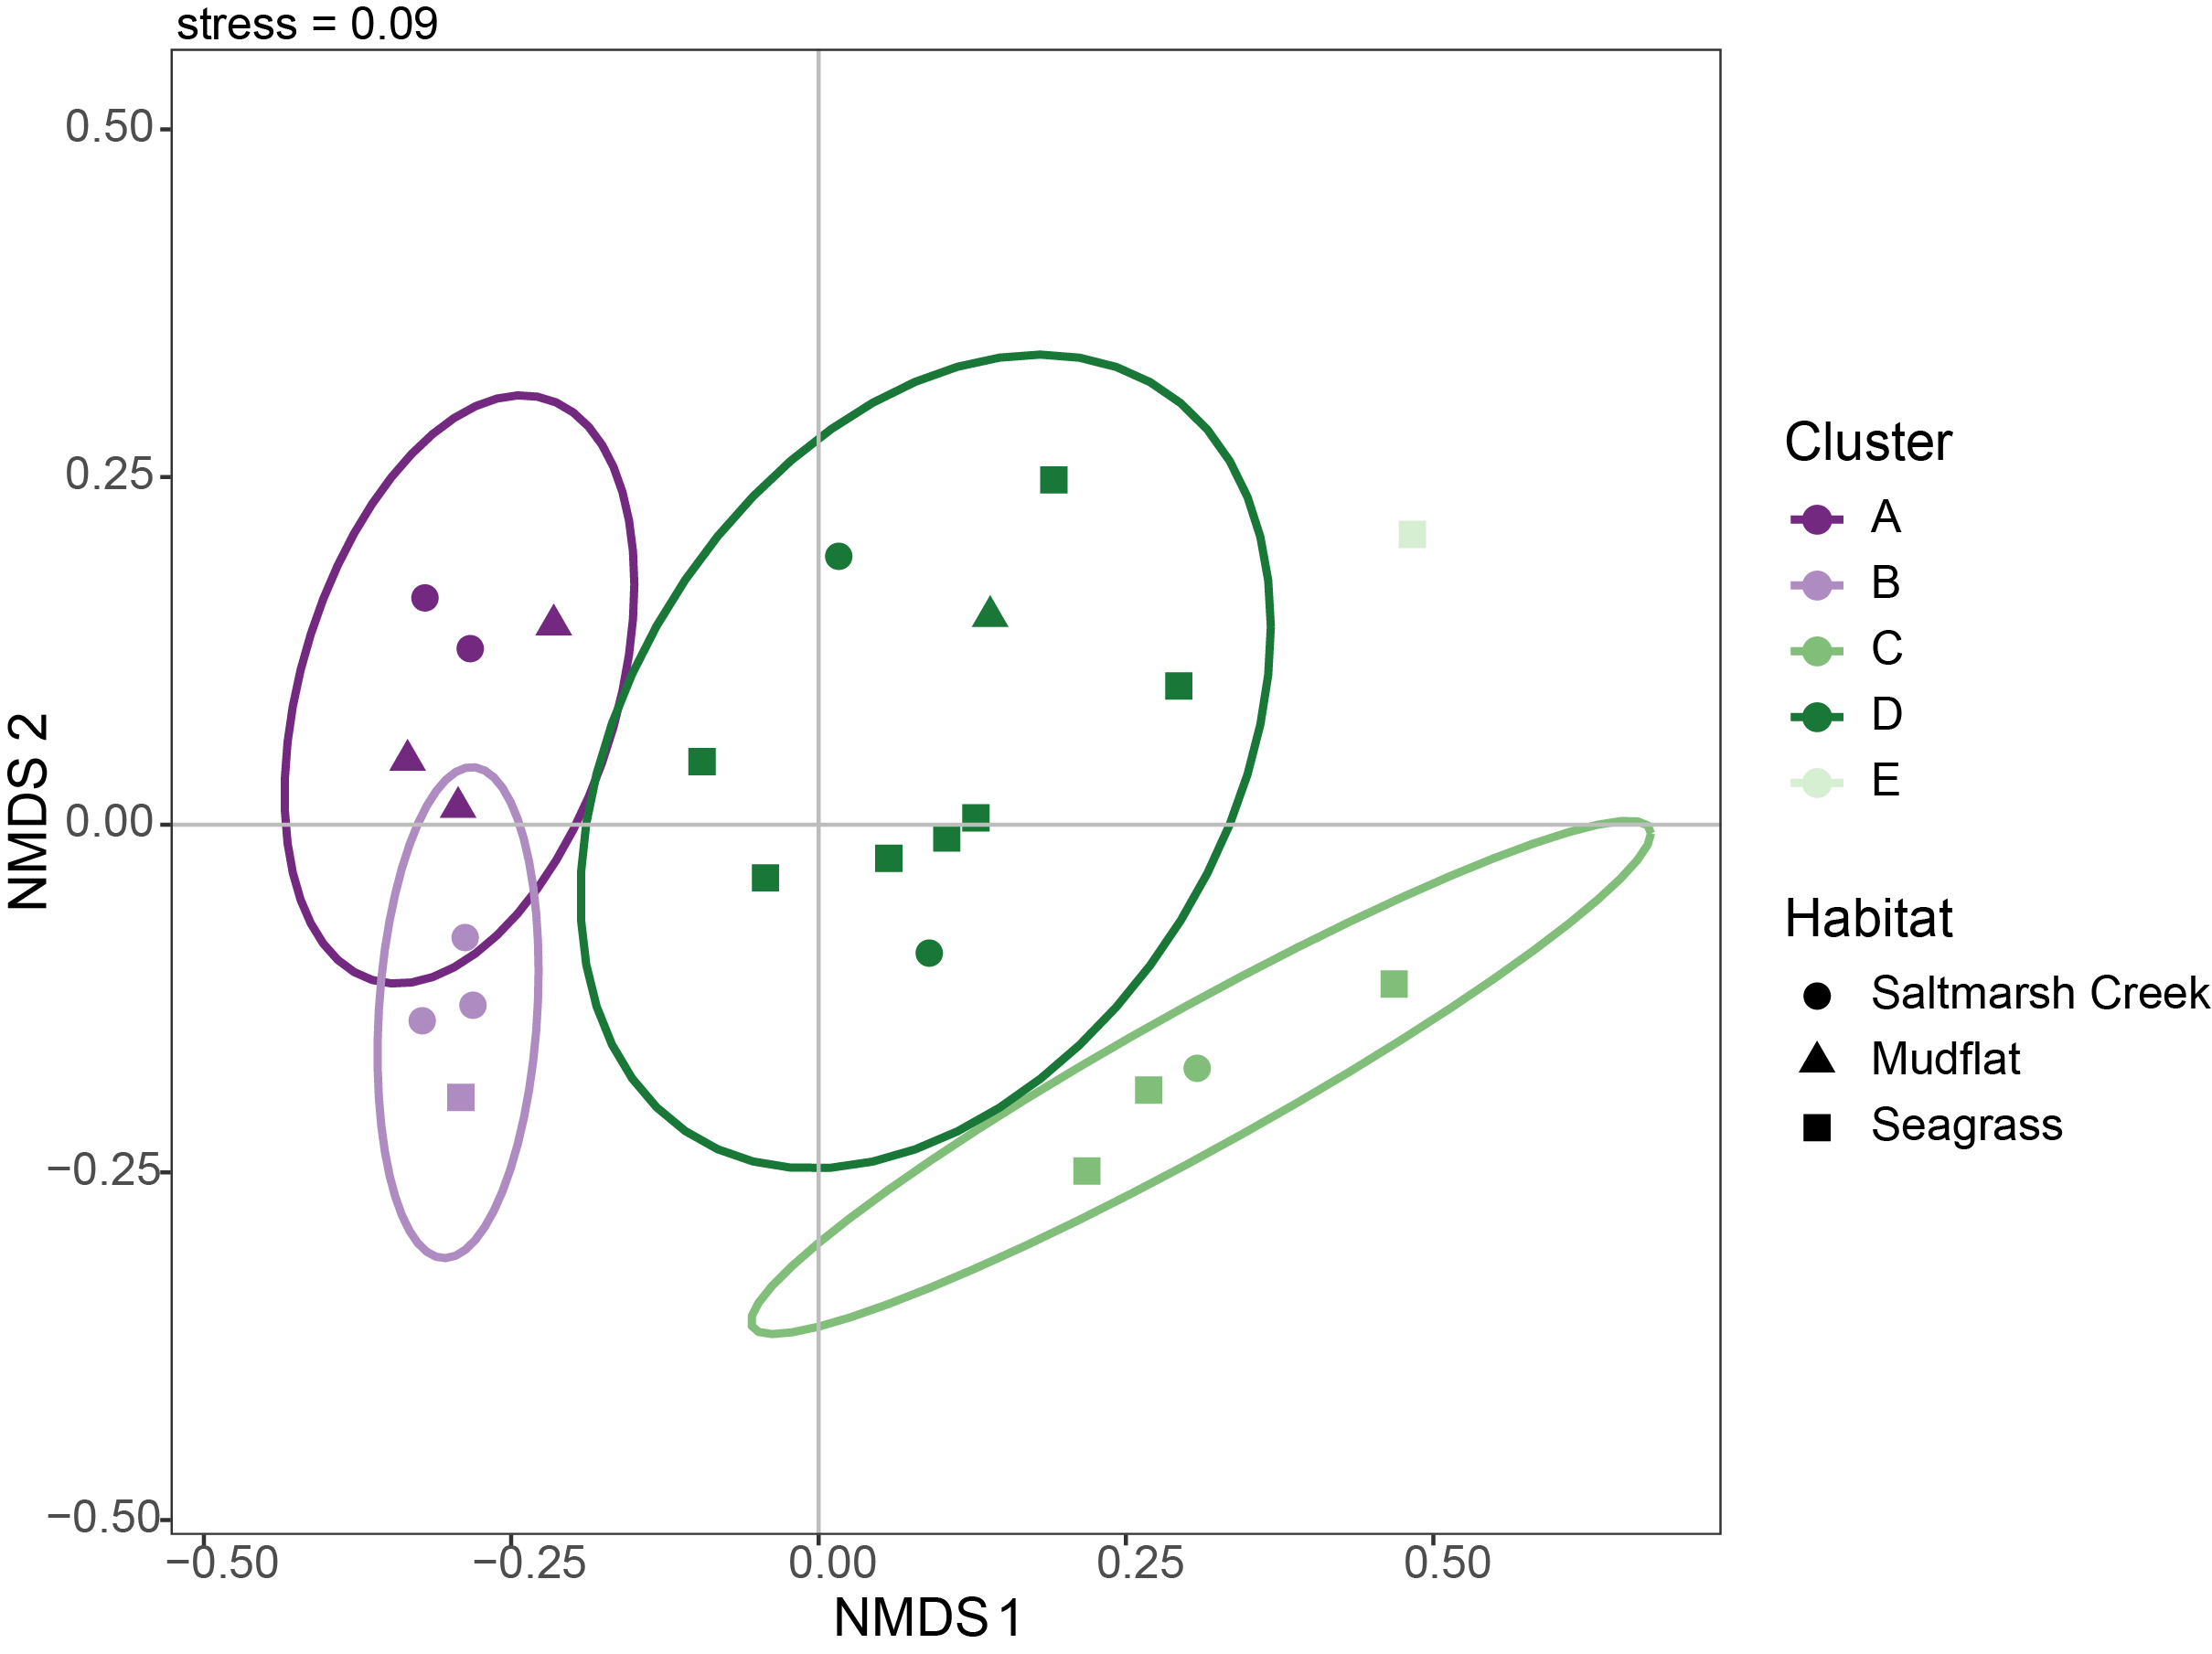 stress = 0.09
0.50
0.25
0.00
−0.25
−0.50
NMDS 2
−0.50
−0.25
0.00
0.25
0.50
NMDS 1
Cluster
A
B
C
D
E
Habitat
Saltmarsh Creek
Mudflat
Seagrass